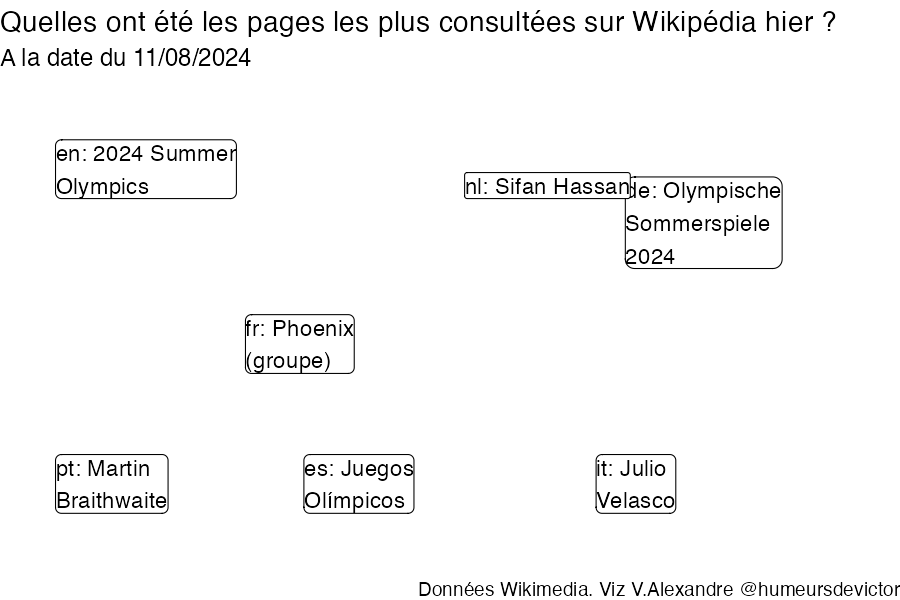 Quelles ont été les pages les plus consultées sur Wikipédia hier ?
A la date du 11/08/2024
en: 2024 Summer
Olympics
nl: Sifan Hassan
de: Olympische
Sommerspiele
2024
fr: Phoenix
(groupe)
pt: Martin
Braithwaite
es: Juegos
Olímpicos
it: Julio
Velasco
Données Wikimedia. Viz V.Alexandre @humeursdevictor